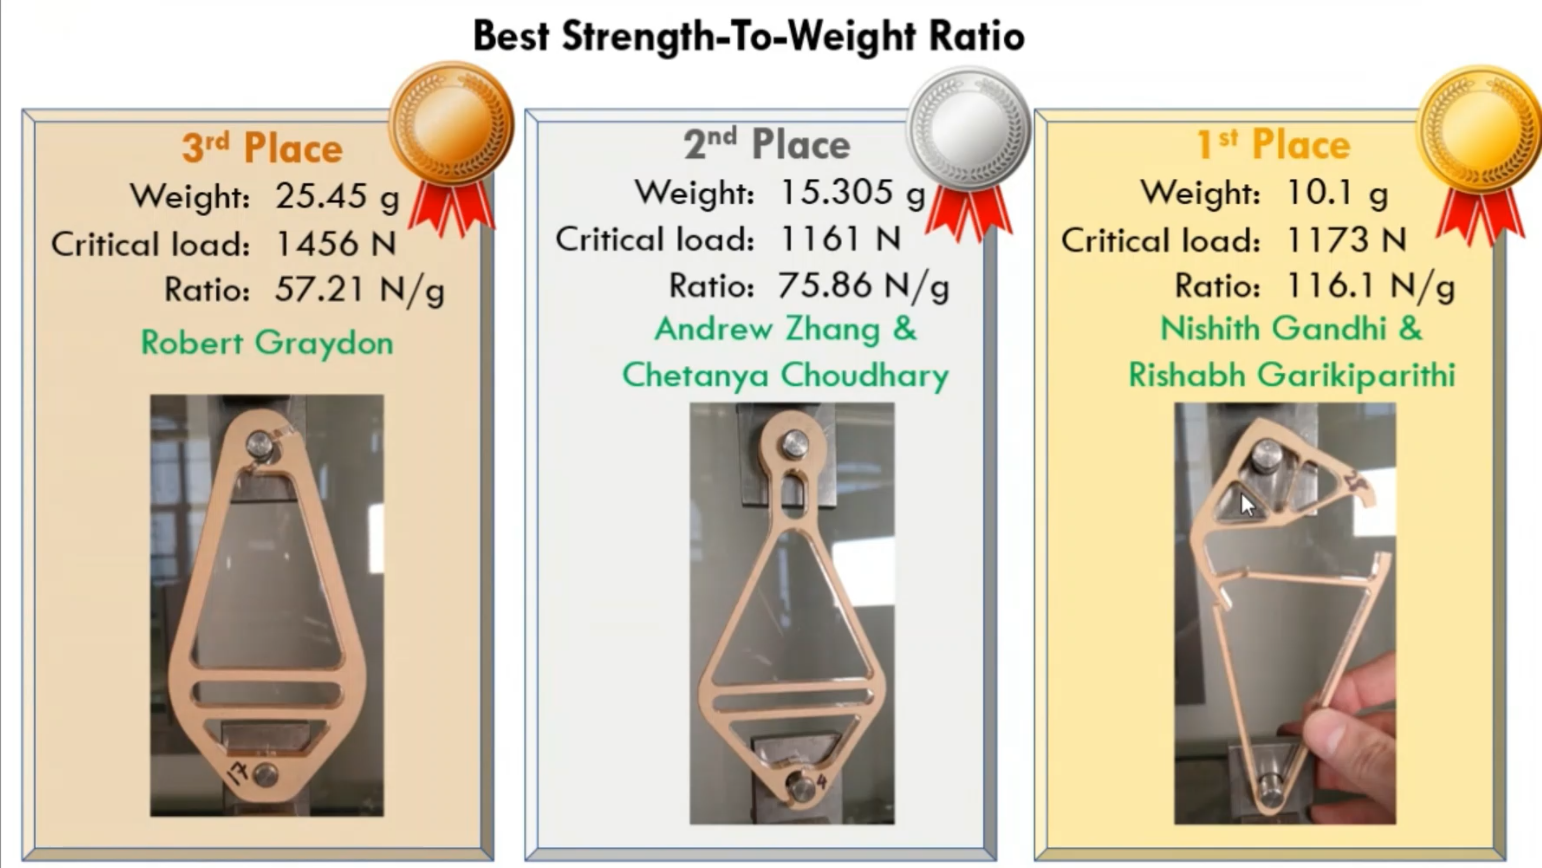 Best Strength-To-Weight Ratio
3rd Place
Weight: 25.45 g
Critical load: 1456 N
Ratio: 57.21 N/g
Robert Graydon
17
2nd Place
Weight: 15.305 g
Critical load: 1161 N
Ratio: 75.86 N/g
Andrew Zhang &
Chetanya Choudhary
4
1st Place
Weight: 10.1 g
Critical load: 1173 N
Ratio: 116.1 N/g
Nishith Gandhi &
Rishabh Garikiparithi